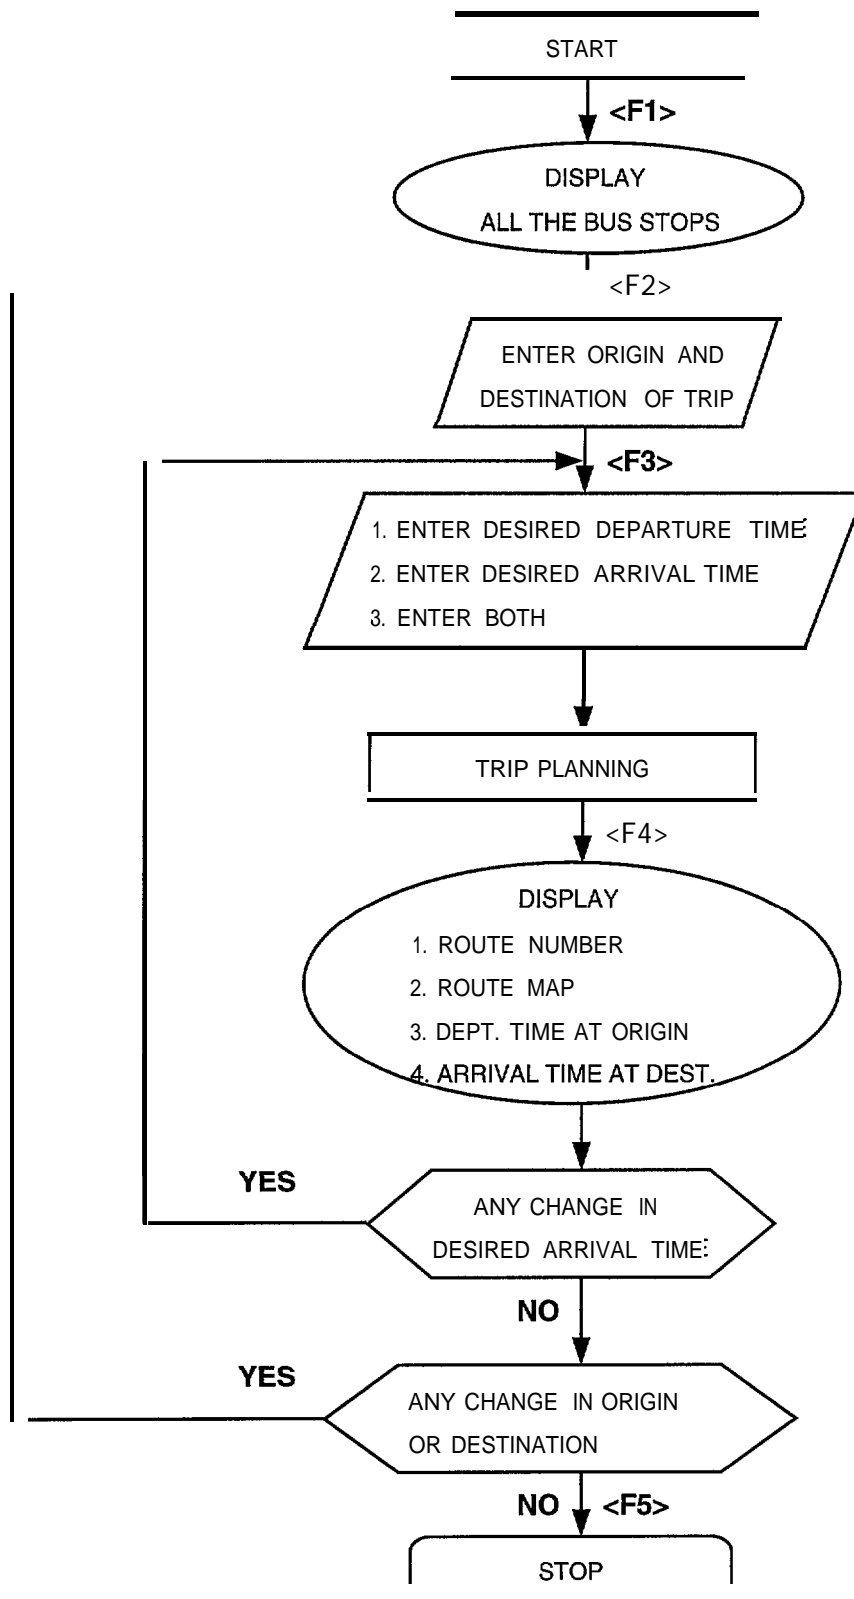 START
<F1>
DISPLAY
ALL THE BUS STOPS
<F2>
ENTER ORIGIN AND
DESTINATION OF TRIP
<F3>
1. ENTER DESIRED DEPARTURE TIME
2. ENTER DESIRED ARRIVAL TIME
3. ENTER BOTH
TRIP PLANNING
<F4>
DISPLAY
1. ROUTE NUMBER
2. ROUTE MAP
3. DEPT. TIME AT ORIGIN
4. ARRIVAL TIME AT DEST.
YES
ANY CHANGE IN
DESIRED ARRIVAL TIME
NO
YES
ANY CHANGE IN ORIGIN
OR DESTINATION
NO <F5>
STOP